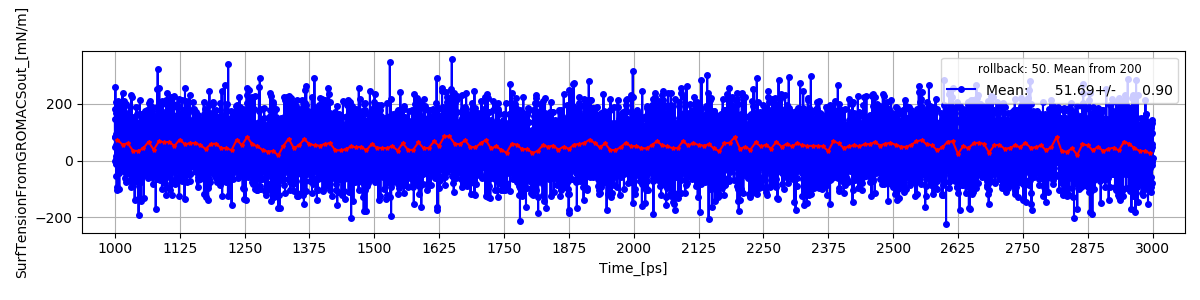 SurfTensionFromGROMACSout_[mN/m]
200
0
−200
rollback: 50. Mean from 200
Mean: 51.69+/- 0.90
1000 1125 1250 1375 1500 1625 1750 1875 2000 2125 2250 2375 2500 2625 2750 2875 3000
Time_[ps]